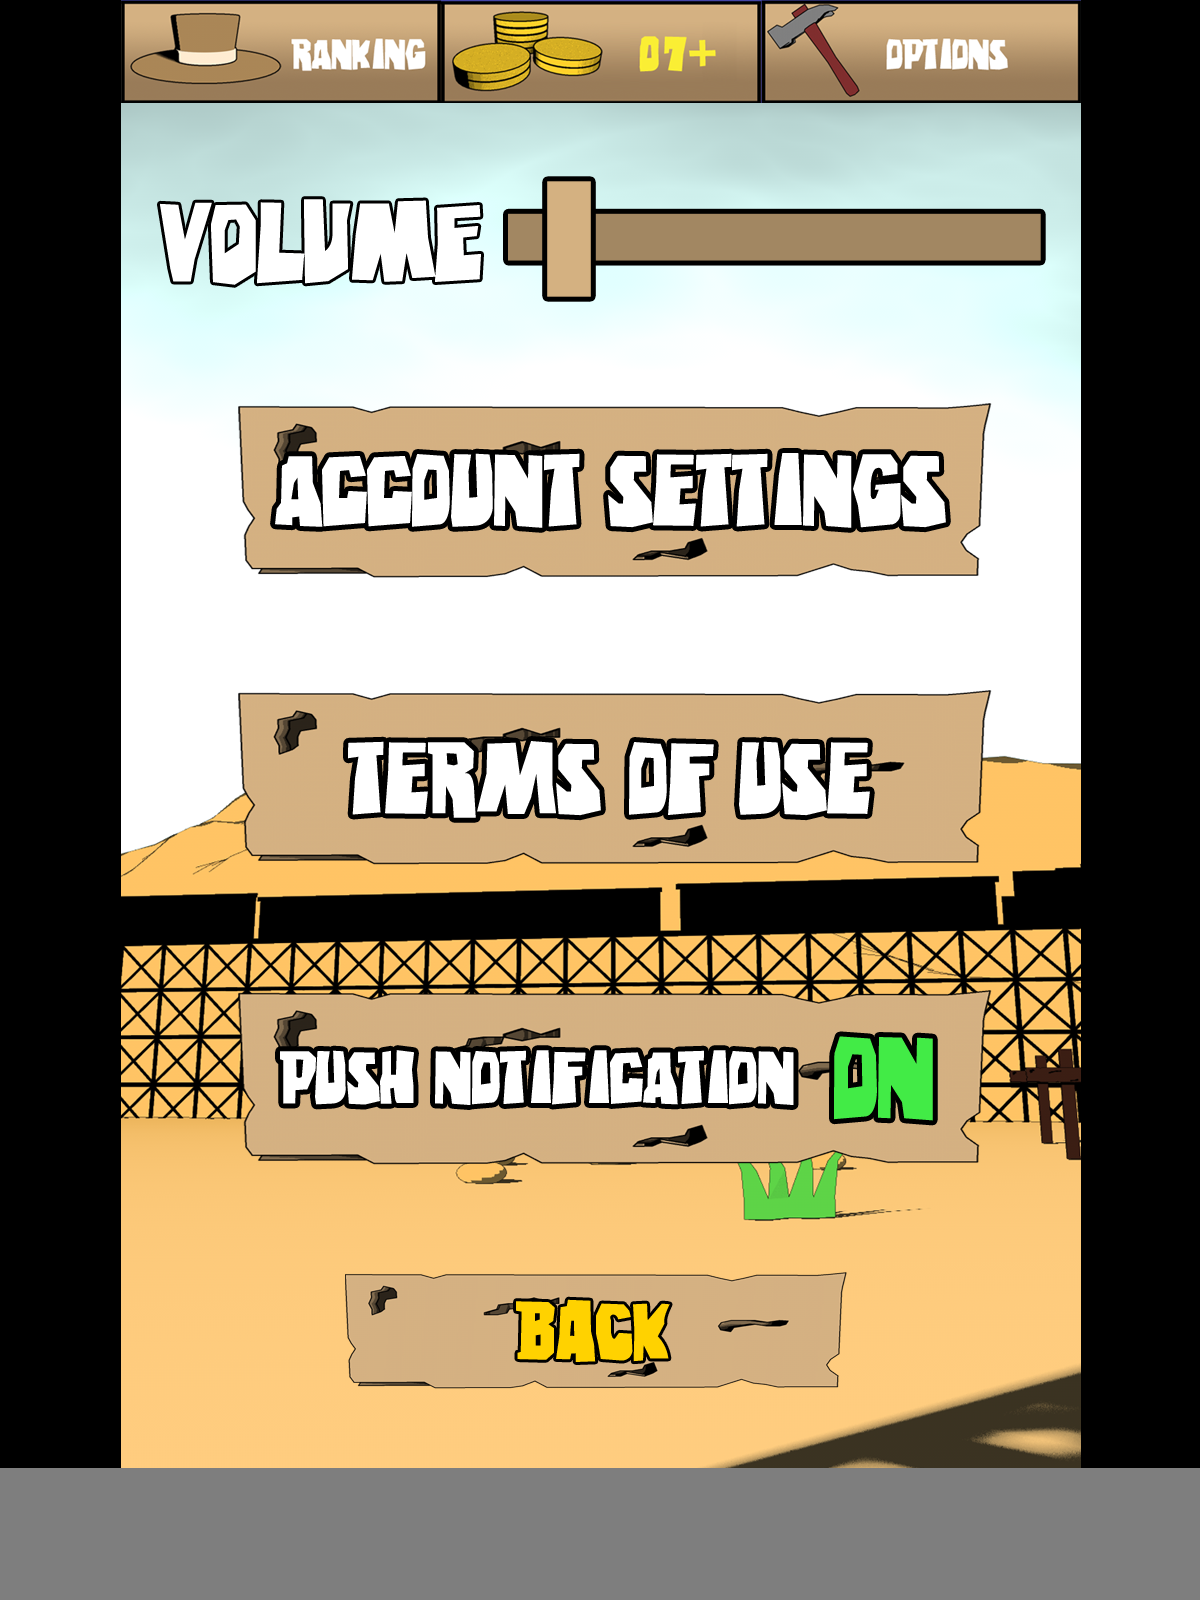 RANKING
07+
OPTIONS
VOLUME
ACCOUNT SETTINGS
TERMS OF USE
PUSH NOTIFICATION ON
BACK